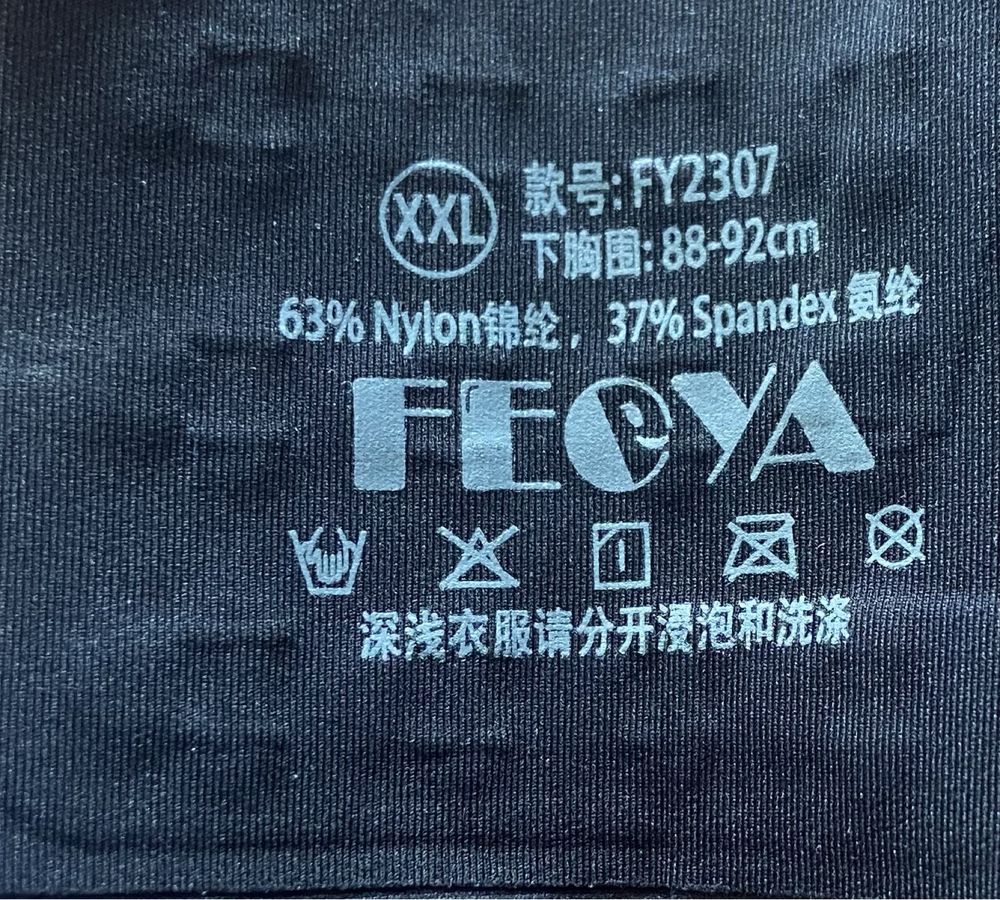 XXL
款号: FY2307
下胸围: 88-92cm
63% Nylon锦纶, 37% Spandex 氨纶
FEEYA
深浅衣服请分开浸泡和洗涤